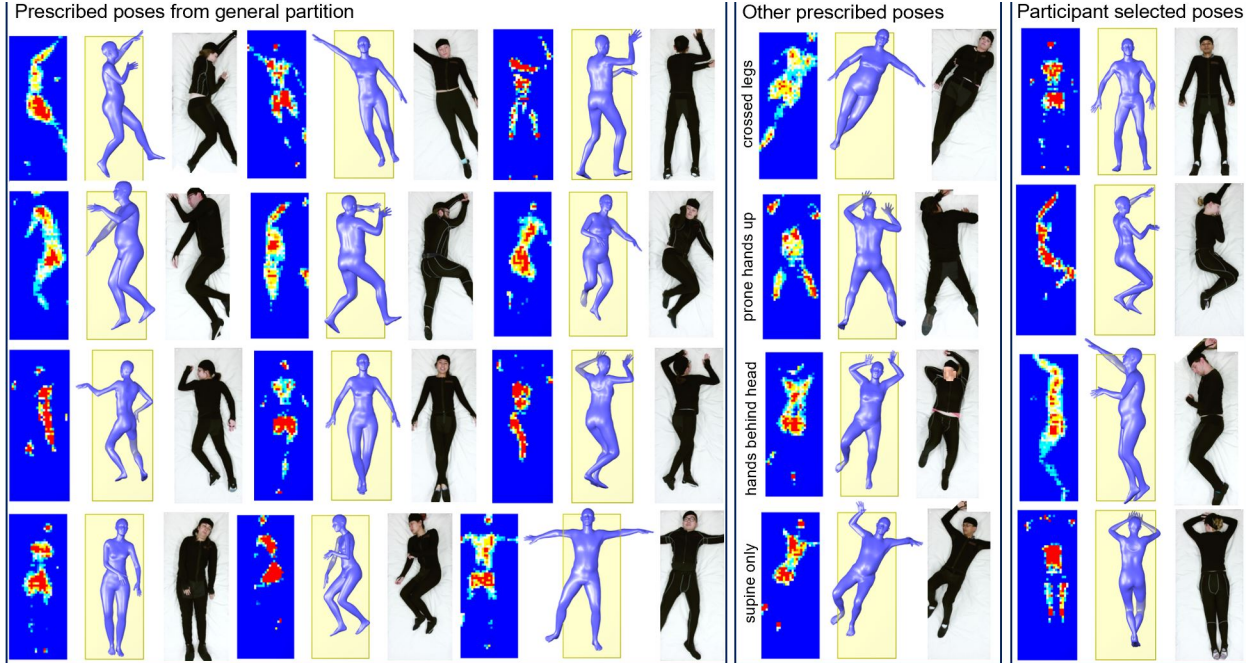 Prescribed poses from general partition
Other prescribed poses
Participant selected poses
crossed legs
prone hands up
hands behind head
supine only